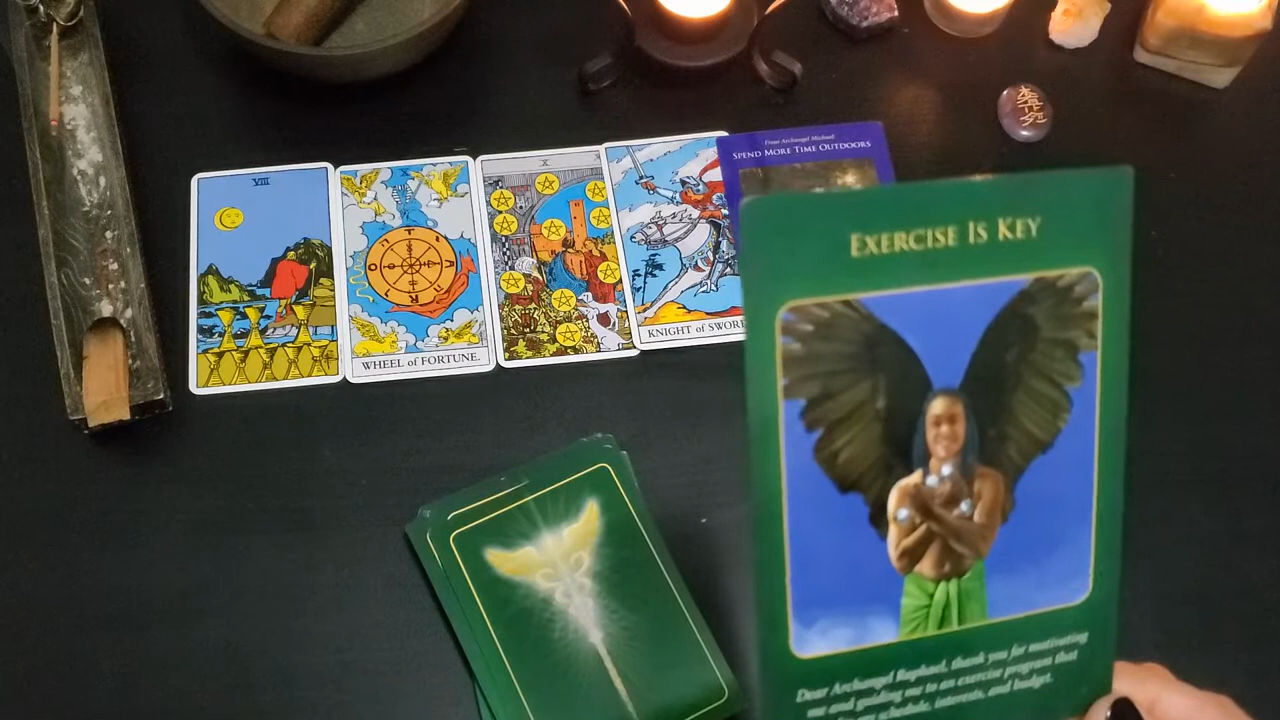 VIII
X
WHEEL of FORTUNE.
X
KNIGHT of SWOR
From Archangel Michael:
SPEND MORE TIME OUTDOORS
EXERCISE IS KEY
Dear Archangel Raphael, thank you for motivating
me and guiding me to an exercise program that
my schedule, interests, and budget.